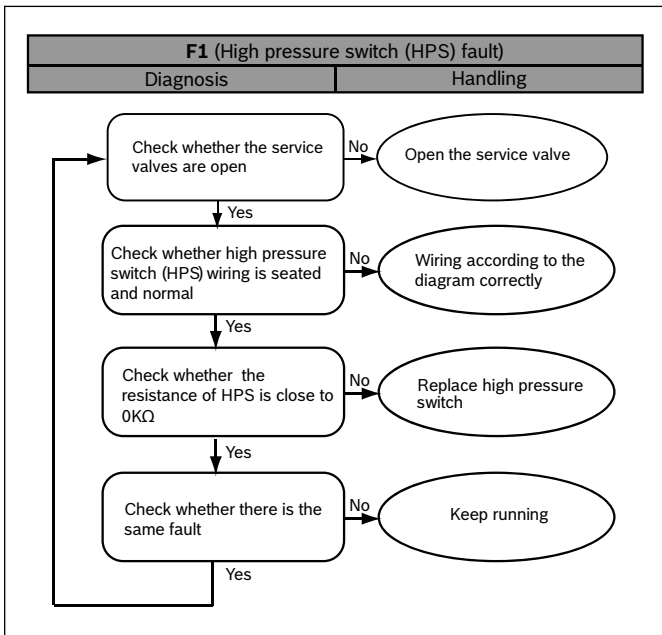 F1 (High pressure switch (HPS) fault)
Diagnosis
Handling
Check whether the service
valves are open
No
Open the service valve
Yes
Check whether high pressure
switch (HPS) wiring is seated
and normal
No
Wiring according to the
diagram correctly
Yes
Check whether the
resistance of HPS is close to
0KΩ
No
Replace high pressure
switch
Yes
Check whether there is the
same fault
No
Keep running
Yes